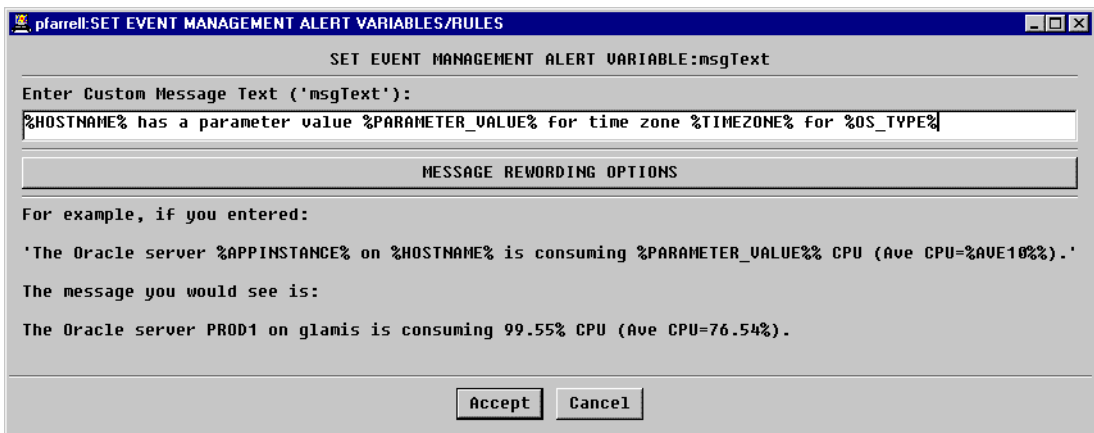 pfarrell:SET EVENT MANAGEMENT ALERT VARIABLES/RULES
SET EVENT MANAGEMENT ALERT VARIABLE:msgText
Enter Custom Message Text ('msgText'):
%HOSTNAME% has a parameter value %PARAMETER_VALUE% for time zone %TIMEZONE% for %OS_TYPE%
MESSAGE REWORDING OPTIONS
For example, if you entered:
'The Oracle server %APPINSTANCE% on %HOSTNAME% is consuming %PARAMETER_VALUE%% CPU (Ave CPU=%AVE10%%).'
The message you would see is:
The Oracle server PROD1 on glamis is consuming 99.55% CPU (Ave CPU=76.54%).
Accept Cancel